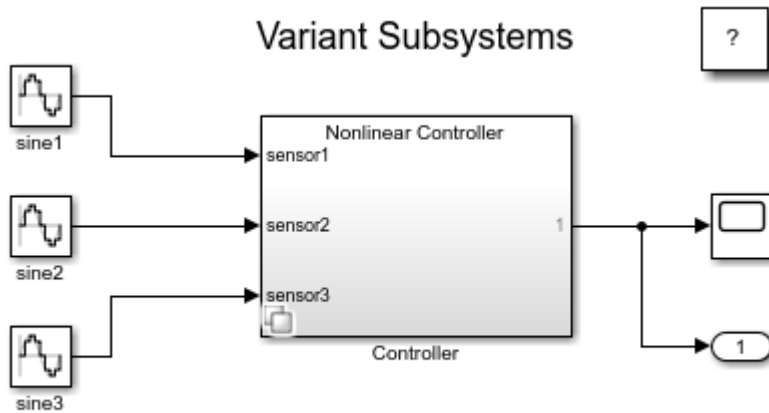 Variant Subsystems
?
sine1
Nonlinear Controller
sensor1
sine2
sensor2
1
sensor3
Controller
1
sine3